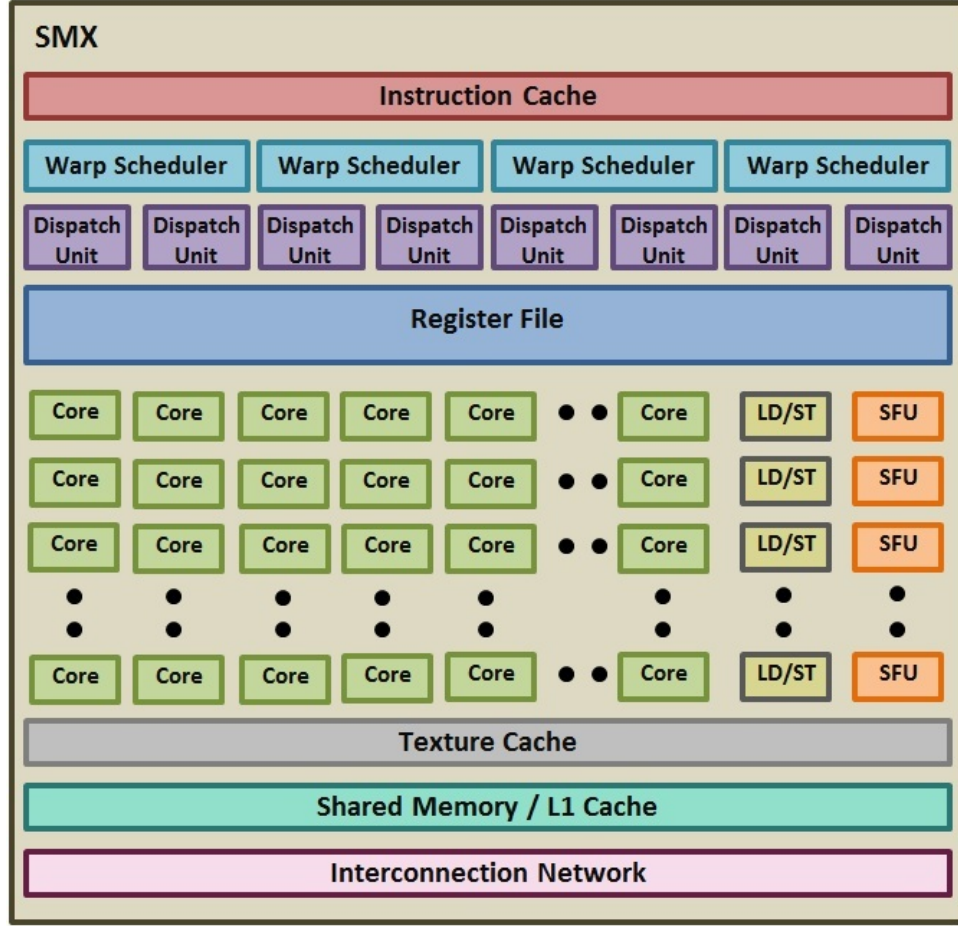 SMX
Instruction Cache
Warp Scheduler Warp Scheduler Warp Scheduler Warp Scheduler
Dispatch Unit Dispatch Unit Dispatch Unit Dispatch Unit Dispatch Unit Dispatch Unit Dispatch Unit Dispatch Unit
Register File
Core Core Core Core Core Core LD/ST SFU
Core Core Core Core Core Core LD/ST SFU
Core Core Core Core Core Core LD/ST SFU
Core Core Core Core Core Core LD/ST SFU
Texture Cache
Shared Memory / L1 Cache
Interconnection Network